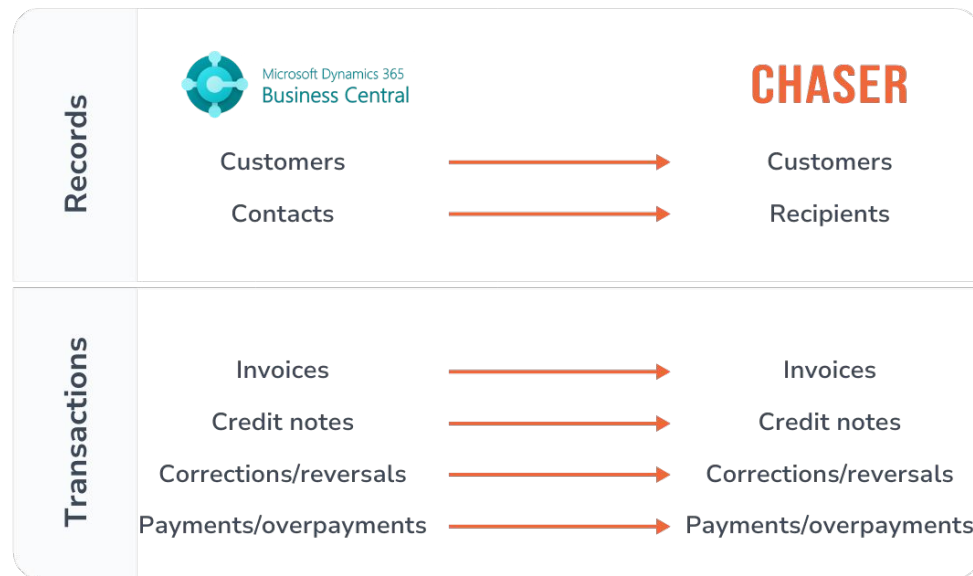 Records
Microsoft Dynamics 365
Business Central
CHASER
Customers
Customers
Contacts
Recipients
Transactions
Invoices
Invoices
Credit notes
Credit notes
Corrections/reversals
Corrections/reversals
Payments/overpayments
Payments/overpayments